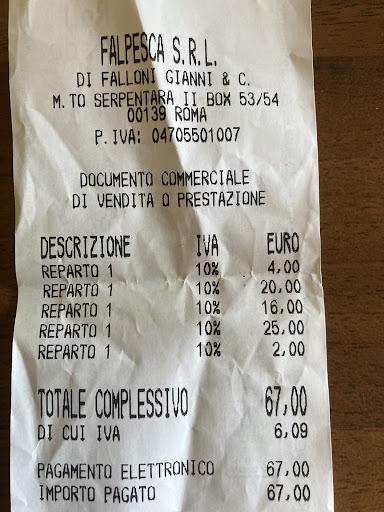 FALPESCA S.R.L.
DI FALLONI GIANNI & C.
M.TO SERPENTARA II BOX 53/54
00139 ROMA
P.IVA: 04705501007
DOCUMENTO COMMERCIALE
DI VENDITA O PRESTAZIONE
DESCRIZIONE IVA EURO
REPARTO 1 10% 4,00
REPARTO 1 10% 20,00
REPARTO 1 10% 16,00
REPARTO 1 10% 25,00
REPARTO 1 10% 2,00
TOTALE COMPLESSIVO 67,00
DI CUI IVA 6,09
PAGAMENTO ELETTRONICO 67,00
IMPORTO PAGATO 67,00